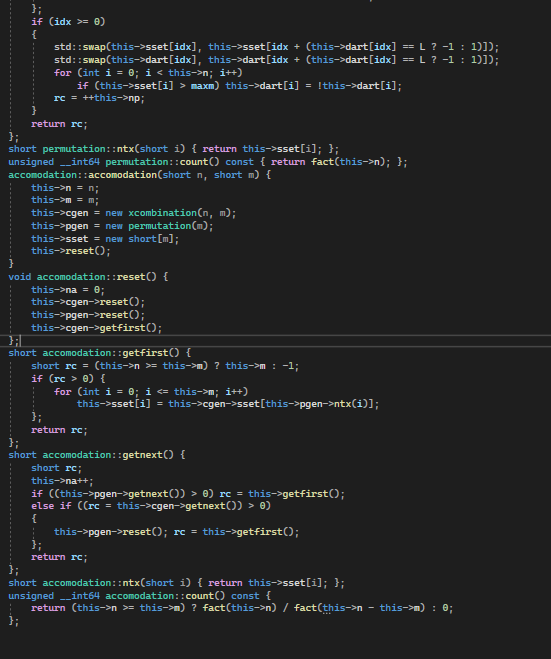 };
if (idx >= 0)
{
std::swap(this->sset[idx], this->sset[idx + (this->dart[idx] == L ? -1 : 1)]);
std::swap(this->dart[idx], this->dart[idx + (this->dart[idx] == L ? -1 : 1)]);
for (int i = 0; i < this->n; i++)
if (this->sset[i] > maxm) this->dart[i] = !this->dart[i];
rc = ++this->np;
}
return rc;
};
short permutation::ntx(short i) { return this->sset[i]; };
unsigned __int64 permutation::count() const { return fact(this->n); };
accomodation::accomodation(short n, short m) {
this->n = n;
this->m = m;
this->cgen = new xcombination(n, m);
this->pgen = new permutation(m);
this->sset = new short[m];
this->reset();
}
void accomodation::reset() {
this->na = 0;
this->cgen->reset();
this->pgen->reset();
this->cgen->getfirst();
};
short accomodation::getfirst() {
short rc = (this->n >= this->m) ? this->m : -1;
if (rc > 0) {
for (int i = 0; i <= this->m; i++)
this->sset[i] = this->cgen->sset[this->pgen->ntx(i)];
};
return rc;
};
short accomodation::getnext() {
short rc;
this->na++;
if ((this->pgen->getnext()) > 0) rc = this->getfirst();
else if ((rc = this->cgen->getnext()) > 0)
{
this->pgen->reset(); rc = this->getfirst();
};
return rc;
};
short accomodation::ntx(short i) { return this->sset[i]; };
unsigned __int64 accomodation::count() const {
return (this->n >= this->m) ? fact(this->n) / fact(this->n - this->m) : 0;
};